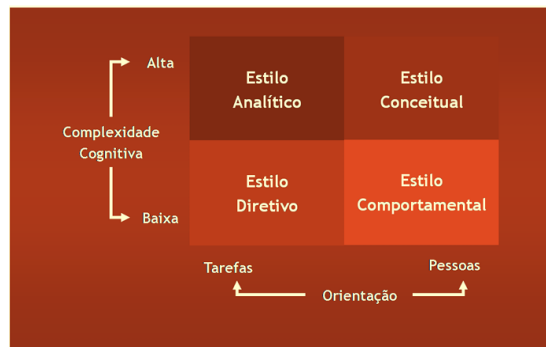 Alta
Estilo
Analítico
Estilo
Conceitual
Complexidade
Cognitiva
Estilo
Diretivo
Estilo
Comportamental
Baixa
Tarefas
Pessoas
Orientação